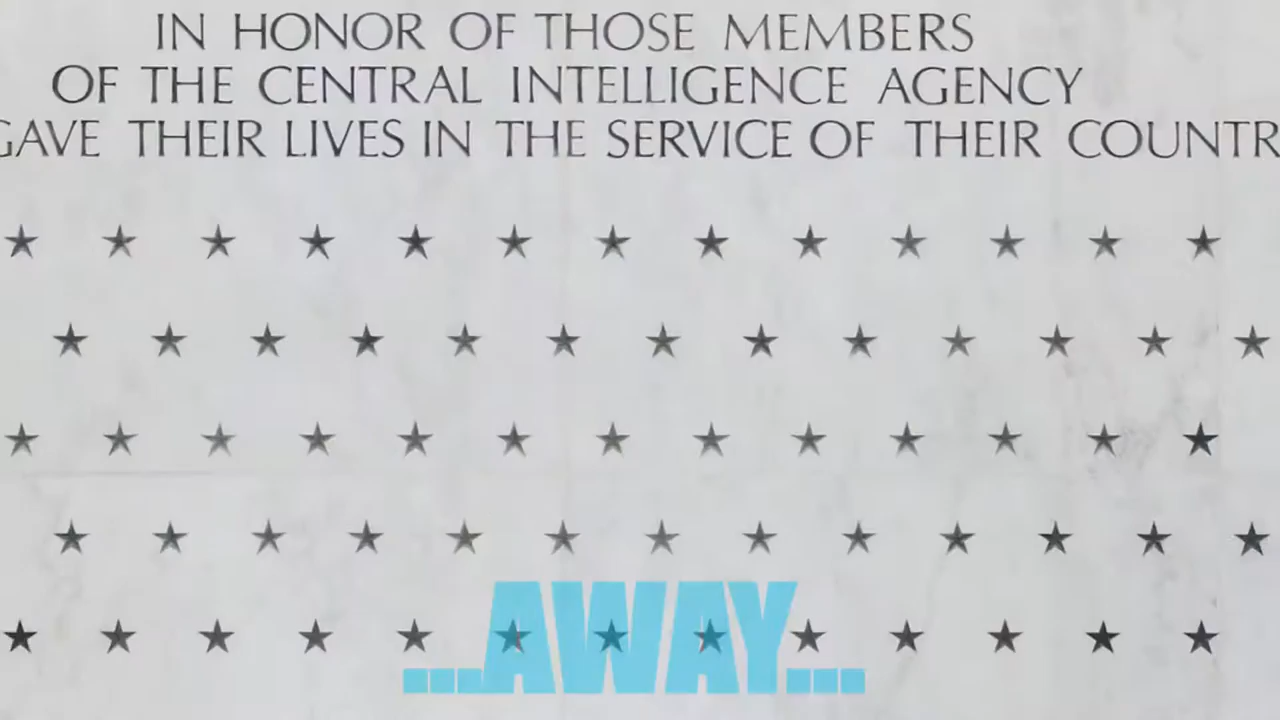 IN HONOR OF THOSE MEMBERS
OF THE CENTRAL INTELLIGENCE AGENCY
GAVE THEIR LIVES IN THE SERVICE OF THEIR COUNTR
...AWAY...